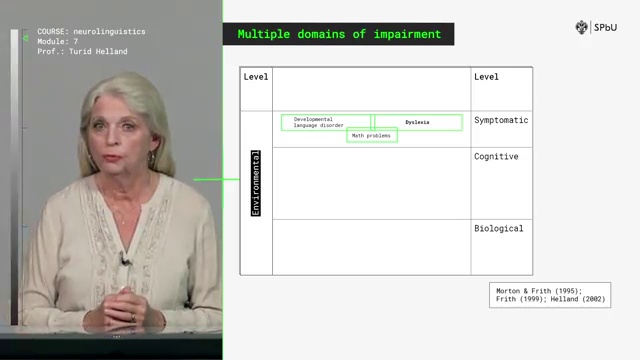 COURSE: neurolinguistics
Module: 7
Prof.: Turid Helland
Multiple domains of impairment
SPbU
Level
Level
Developmental
language disorder
Dyslexia
Math problems
Symptomatic
Environmental
Cognitive
Biological
Morton & Frith (1995);
Frith (1999); Helland (2002)